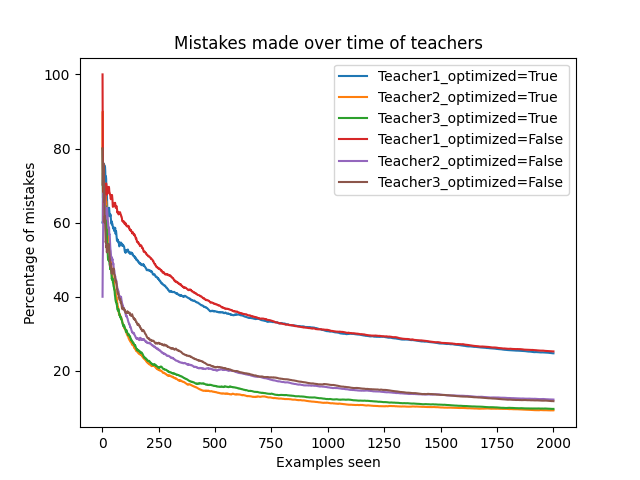 Mistakes made over time of teachers
Teacher1_optimized=True
Teacher2_optimized=True
Teacher3_optimized=True
Teacher1_optimized=False
Teacher2_optimized=False
Teacher3_optimized=False
Percentage of mistakes
100
80
60
40
20
0 250 500 750 1000 1250 1500 1750 2000
Examples seen